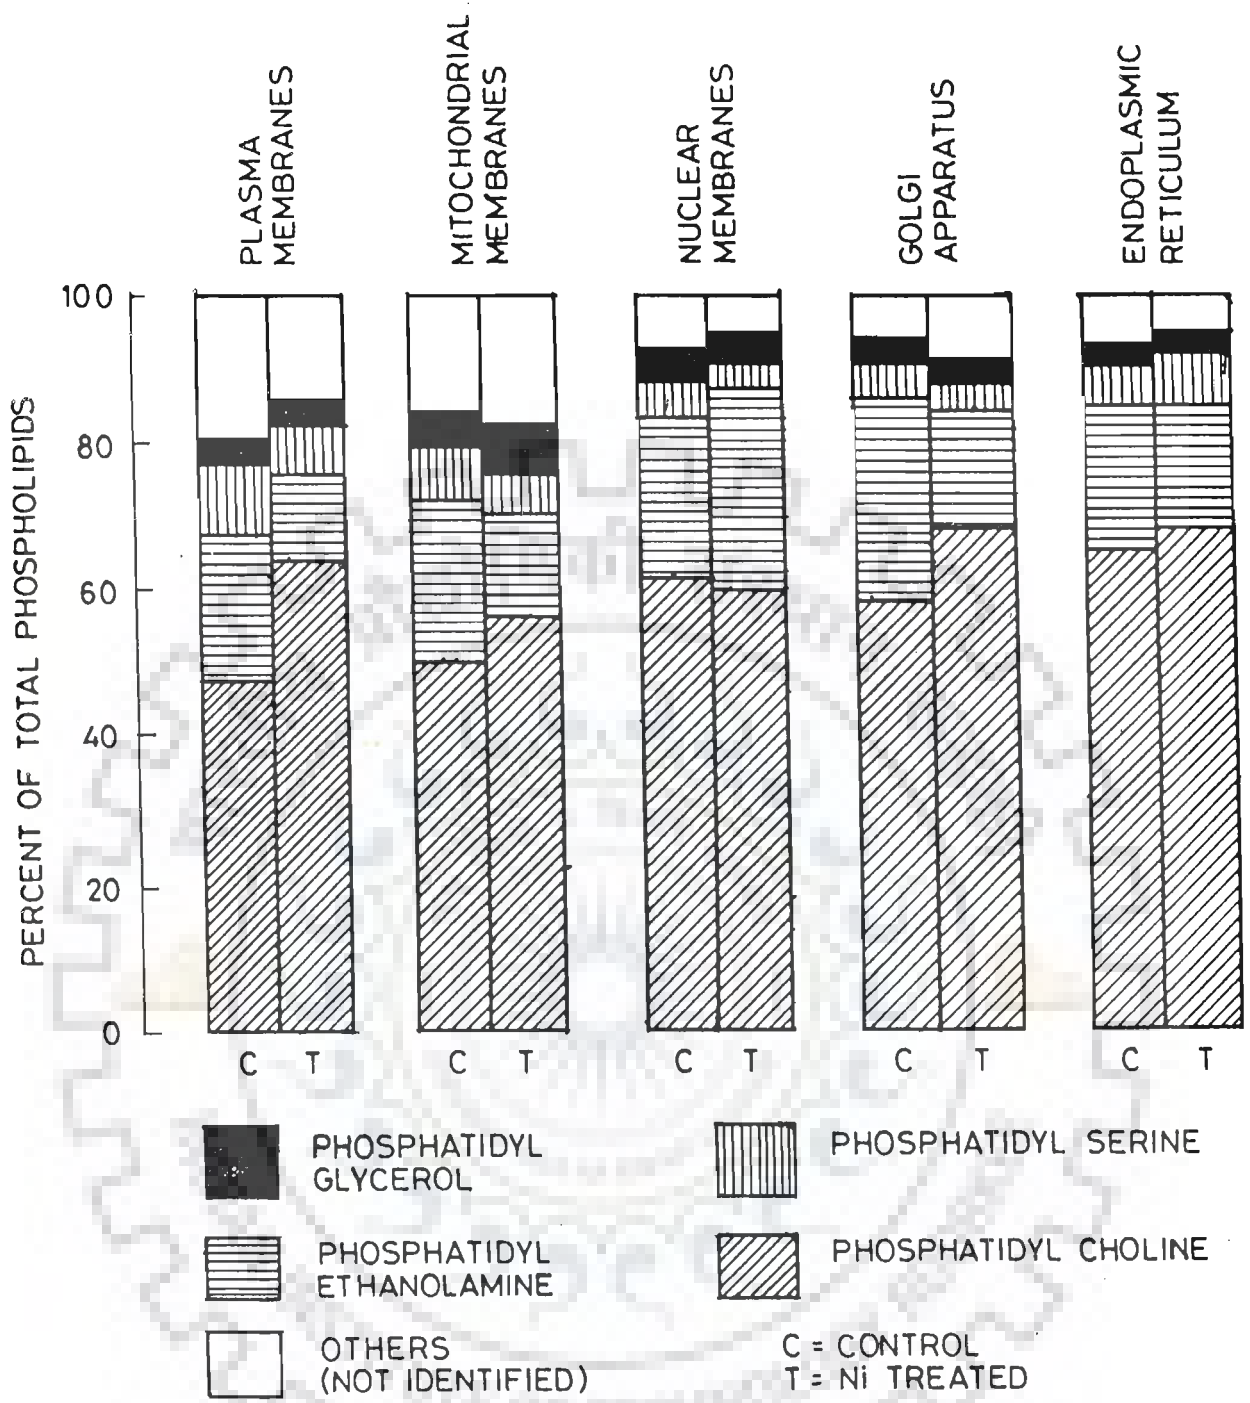 PLASMA
MEMBRANES
MITOCHONDRIAL
MEMBRANES
NUCLEAR
MEMBRANES
GOLGI
APPARATUS
ENDOPLASMIC
RETICULUM
PERCENT OF TOTAL PHOSPHOLIPIDS
100
80
60
40
20
0
C T C T C T C T C T
PHOSPHATIDYL
GLYCEROL
PHOSPHATIDYL SERINE
PHOSPHATIDYL
ETHANOLAMINE
PHOSPHATIDYL CHOLINE
OTHERS
(NOT IDENTIFIED)
C = CONTROL
T = Ni TREATED